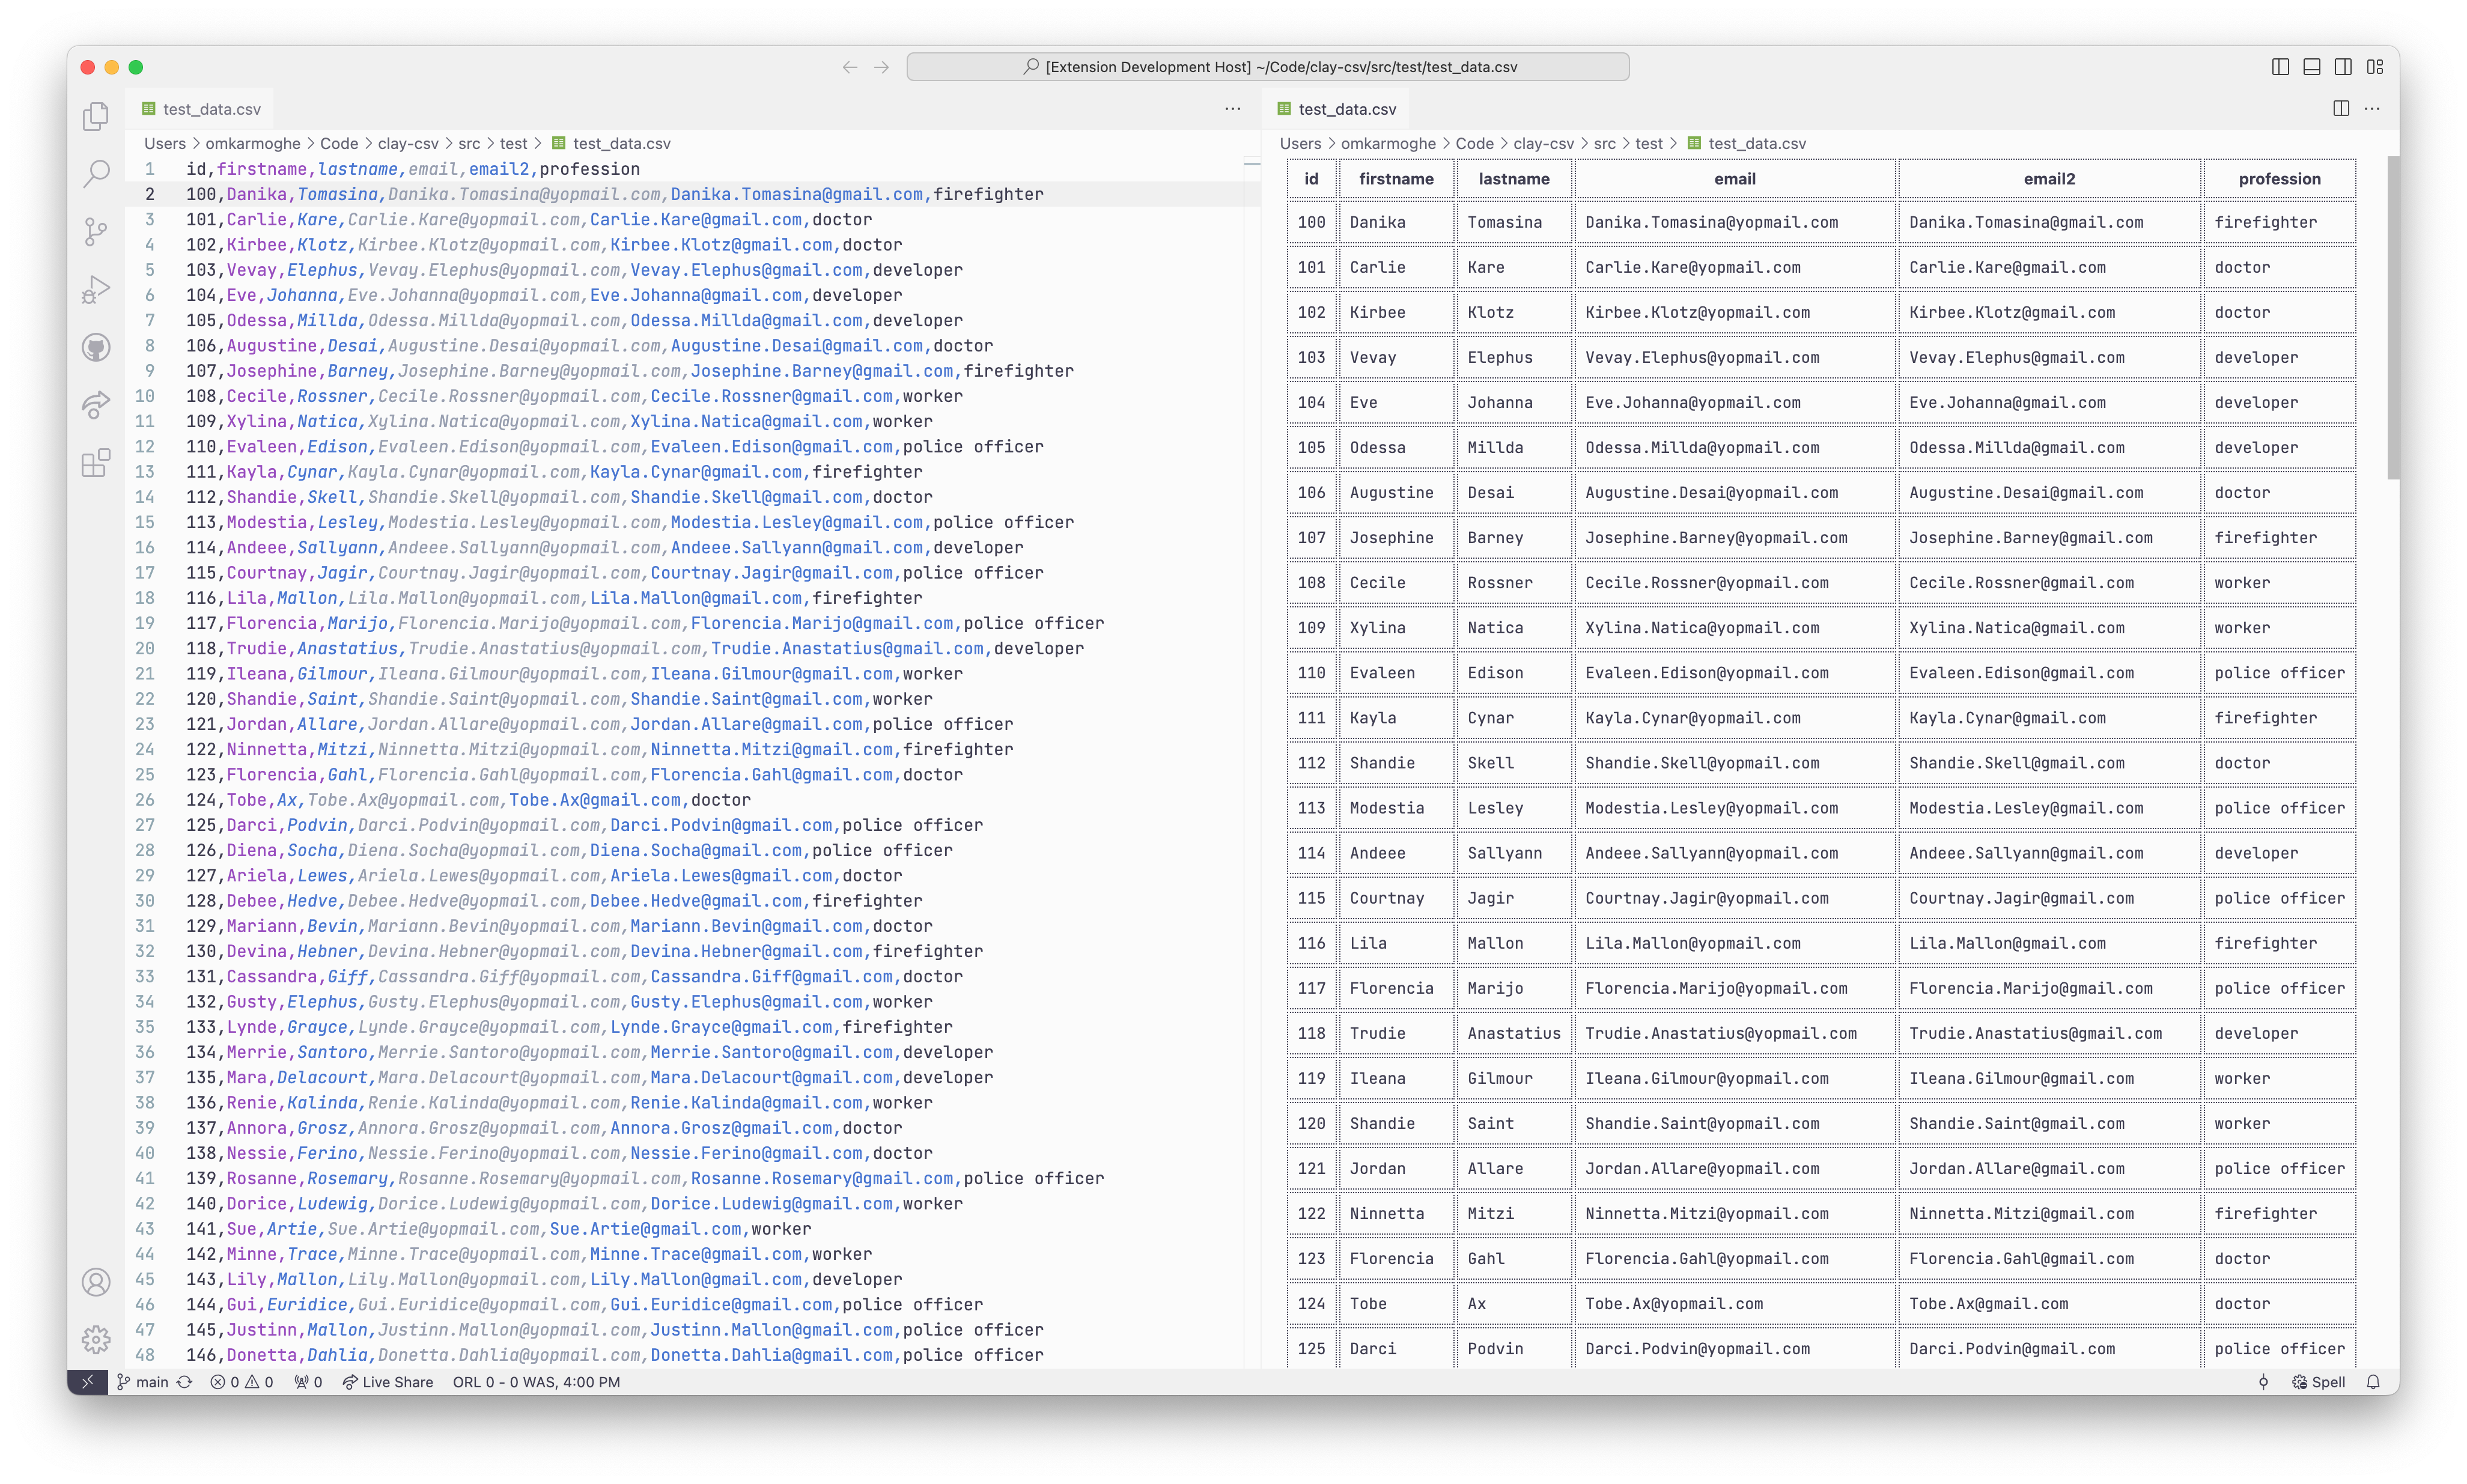 [Extension Development Host] ~/Code/clay-csv/src/test/test_data.csv
test_data.csv
Users > omkarmoghe > Code > clay-csv > src > test > test_data.csv
1 id,firstname,lastname,email,email2,profession
2 100,Danika,Tomasina,Danika.Tomasina@yopmail.com,Danika.Tomasina@gmail.com,firefighter
3 101,Carlie,Kare,Carlie.Kare@yopmail.com,Carlie.Kare@gmail.com,doctor
4 102,Kirbee,Klotz,Kirbee.Klotz@yopmail.com,Kirbee.Klotz@gmail.com,doctor
5 103,Vevay,Elephus,Vevay.Elephus@yopmail.com,Vevay.Elephus@gmail.com,developer
6 104,Eve,Johanna,Eve.Johanna@yopmail.com,Eve.Johanna@gmail.com,developer
7 105,Odessa,Millda,Odessa.Millda@yopmail.com,Odessa.Millda@gmail.com,developer
8 106,Augustine,Desai,Augustine.Desai@yopmail.com,Augustine.Desai@gmail.com,doctor
9 107,Josephine,Barney,Josephine.Barney@yopmail.com,Josephine.Barney@gmail.com,firefighter
10 108,Cecile,Rossner,Cecile.Rossner@yopmail.com,Cecile.Rossner@gmail.com,worker
11 109,Xylina,Natica,Xylina.Natica@yopmail.com,Xylina.Natica@gmail.com,worker
12 110,Evaleen,Edison,Evaleen.Edison@yopmail.com,Evaleen.Edison@gmail.com,police officer
13 111,Kayla,Cynar,Kayla.Cynar@yopmail.com,Kayla.Cynar@gmail.com,firefighter
14 112,Shandie,Skell,Shandie.Skell@yopmail.com,Shandie.Skell@gmail.com,doctor
15 113,Modestia,Lesley,Modestia.Lesley@yopmail.com,Modestia.Lesley@gmail.com,police officer
16 114,Andeee,Sallyann,Andeee.Sallyann@yopmail.com,Andeee.Sallyann@gmail.com,developer
17 115,Courtnay,Jagir,Courtnay.Jagir@yopmail.com,Courtnay.Jagir@gmail.com,police officer
18 116,Lila,Mallon,Lila.Mallon@yopmail.com,Lila.Mallon@gmail.com,firefighter
19 117,Florencia,Marijo,Florencia.Marijo@yopmail.com,Florencia.Marijo@gmail.com,police officer
20 118,Trudie,Anastatius,Trudie.Anastatius@yopmail.com,Trudie.Anastatius@gmail.com,developer
21 119,Ileana,Gilmour,Ileana.Gilmour@yopmail.com,Ileana.Gilmour@gmail.com,worker
22 120,Shandie,Saint,Shandie.Saint@yopmail.com,Shandie.Saint@gmail.com,worker
23 121,Jordan,Allare,Jordan.Allare@yopmail.com,Jordan.Allare@gmail.com,police officer
24 122,Ninnetta,Mitzi,Ninnetta.Mitzi@yopmail.com,Ninnetta.Mitzi@gmail.com,firefighter
25 123,Florencia,Gahl,Florencia.Gahl@yopmail.com,Florencia.Gahl@gmail.com,doctor
26 124,Tobe,Ax,Tobe.Ax@yopmail.com,Tobe.Ax@gmail.com,doctor
27 125,Darci,Podvin,Darci.Podvin@yopmail.com,Darci.Podvin@gmail.com,police officer
28 126,Diena,Socha,Diena.Socha@yopmail.com,Diena.Socha@gmail.com,police officer
29 127,Ariela,Lewes,Ariela.Lewes@yopmail.com,Ariela.Lewes@gmail.com,doctor
30 128,Debee,Hedve,Debee.Hedve@yopmail.com,Debee.Hedve@gmail.com,firefighter
31 129,Mariann,Bevin,Mariann.Bevin@yopmail.com,Mariann.Bevin@gmail.com,doctor
32 130,Devina,Hebner,Devina.Hebner@yopmail.com,Devina.Hebner@gmail.com,firefighter
33 131,Cassandra,Giff,Cassandra.Giff@yopmail.com,Cassandra.Giff@gmail.com,doctor
34 132,Gusty,Elephus,Gusty.Elephus@yopmail.com,Gusty.Elephus@gmail.com,worker
35 133,Lynde,Grayce,Lynde.Grayce@yopmail.com,Lynde.Grayce@gmail.com,firefighter
36 134,Merrie,Santoro,Merrie.Santoro@yopmail.com,Merrie.Santoro@gmail.com,developer
37 135,Mara,Delacourt,Mara.Delacourt@yopmail.com,Mara.Delacourt@gmail.com,developer
38 136,Renie,Kalinda,Renie.Kalinda@yopmail.com,Renie.Kalinda@gmail.com,worker
39 137,Annora,Grosz,Annora.Grosz@yopmail.com,Annora.Grosz@gmail.com,doctor
40 138,Nessie,Ferino,Nessie.Ferino@yopmail.com,Nessie.Ferino@gmail.com,doctor
41 139,Rosanne,Rosemary,Rosanne.Rosemary@yopmail.com,Rosanne.Rosemary@gmail.com,police officer
42 140,Dorice,Ludewig,Dorice.Ludewig@yopmail.com,Dorice.Ludewig@gmail.com,worker
43 141,Sue,Artie,Sue.Artie@yopmail.com,Sue.Artie@gmail.com,worker
44 142,Minne,Trace,Minne.Trace@yopmail.com,Minne.Trace@gmail.com,worker
45 143,Lily,Mallon,Lily.Mallon@yopmail.com,Lily.Mallon@gmail.com,developer
46 144,Gui,Euridice,Gui.Euridice@yopmail.com,Gui.Euridice@gmail.com,police officer
47 145,Justinn,Mallon,Justinn.Mallon@yopmail.com,Justinn.Mallon@gmail.com,police officer
48 146,Donetta,Dahlia,Donetta.Dahlia@yopmail.com,Donetta.Dahlia@gmail.com,police officer
test_data.csv
Users > omkarmoghe > Code > clay-csv > src > test > test_data.csv
id firstname lastname email email2 profession
100 Danika Tomasina Danika.Tomasina@yopmail.com Danika.Tomasina@gmail.com firefighter
101 Carlie Kare Carlie.Kare@yopmail.com Carlie.Kare@gmail.com doctor
102 Kirbee Klotz Kirbee.Klotz@yopmail.com Kirbee.Klotz@gmail.com doctor
103 Vevay Elephus Vevay.Elephus@yopmail.com Vevay.Elephus@gmail.com developer
104 Eve Johanna Eve.Johanna@yopmail.com Eve.Johanna@gmail.com developer
105 Odessa Millda Odessa.Millda@yopmail.com Odessa.Millda@gmail.com developer
106 Augustine Desai Augustine.Desai@yopmail.com Augustine.Desai@gmail.com doctor
107 Josephine Barney Josephine.Barney@yopmail.com Josephine.Barney@gmail.com firefighter
108 Cecile Rossner Cecile.Rossner@yopmail.com Cecile.Rossner@gmail.com worker
109 Xylina Natica Xylina.Natica@yopmail.com Xylina.Natica@gmail.com worker
110 Evaleen Edison Evaleen.Edison@yopmail.com Evaleen.Edison@gmail.com police officer
111 Kayla Cynar Kayla.Cynar@yopmail.com Kayla.Cynar@gmail.com firefighter
112 Shandie Skell Shandie.Skell@yopmail.com Shandie.Skell@gmail.com doctor
113 Modestia Lesley Modestia.Lesley@yopmail.com Modestia.Lesley@gmail.com police officer
114 Andeee Sallyann Andeee.Sallyann@yopmail.com Andeee.Sallyann@gmail.com developer
115 Courtnay Jagir Courtnay.Jagir@yopmail.com Courtnay.Jagir@gmail.com police officer
116 Lila Mallon Lila.Mallon@yopmail.com Lila.Mallon@gmail.com firefighter
117 Florencia Marijo Florencia.Marijo@yopmail.com Florencia.Marijo@gmail.com police officer
118 Trudie Anastatius Trudie.Anastatius@yopmail.com Trudie.Anastatius@gmail.com developer
119 Ileana Gilmour Ileana.Gilmour@yopmail.com Ileana.Gilmour@gmail.com worker
120 Shandie Saint Shandie.Saint@yopmail.com Shandie.Saint@gmail.com worker
121 Jordan Allare Jordan.Allare@yopmail.com Jordan.Allare@gmail.com police officer
122 Ninnetta Mitzi Ninnetta.Mitzi@yopmail.com Ninnetta.Mitzi@gmail.com firefighter
123 Florencia Gahl Florencia.Gahl@yopmail.com Florencia.Gahl@gmail.com doctor
124 Tobe Ax Tobe.Ax@yopmail.com Tobe.Ax@gmail.com doctor
125 Darci Podvin Darci.Podvin@yopmail.com Darci.Podvin@gmail.com police officer
main 0 0 0 Live Share ORL 0 - 0 WAS, 4:00 PM Spell